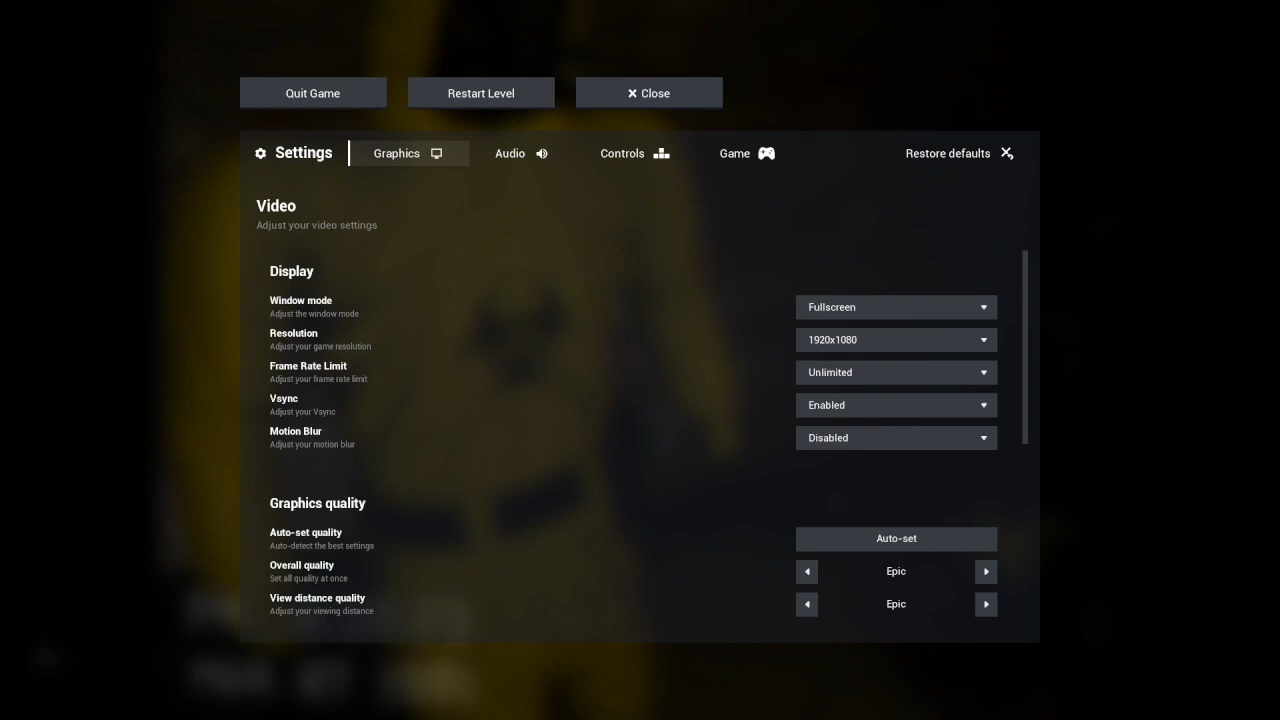 Quit Game
Restart Level
Close
Settings
Graphics
Audio
Controls
Game
Restore defaults
Video
Adjust your video settings
Display
Window mode
Adjust the window mode
Fullscreen
Resolution
Adjust your game resolution
1920x1080
Frame Rate Limit
Adjust your frame rate limit
Unlimited
Vsync
Adjust your Vsync
Enabled
Motion Blur
Adjust your motion blur
Disabled
Graphics quality
Auto-set quality
Auto-detect the best settings
Auto-set
Overall quality
Set all quality at once
Epic
View distance quality
Adjust your viewing distance
Epic